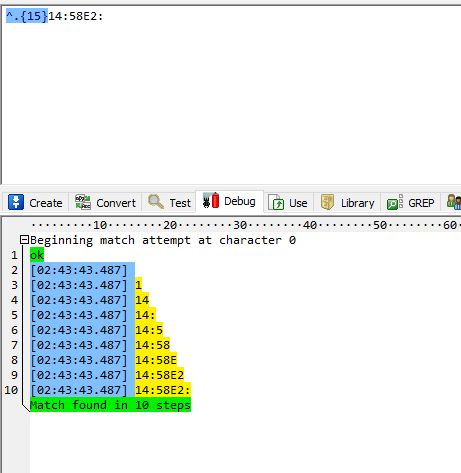 ^.{15}14:58E2:
Create Convert Test Debug Use Library GREP
10 20 30 40 50 60
Beginning match attempt at character 0
1 ok
2 [02:43:43.487]
3 [02:43:43.487] 1
4 [02:43:43.487] 14
5 [02:43:43.487] 14:
6 [02:43:43.487] 14:5
7 [02:43:43.487] 14:58
8 [02:43:43.487] 14:58E
9 [02:43:43.487] 14:58E2
10 [02:43:43.487] 14:58E2:
Match found in 10 steps